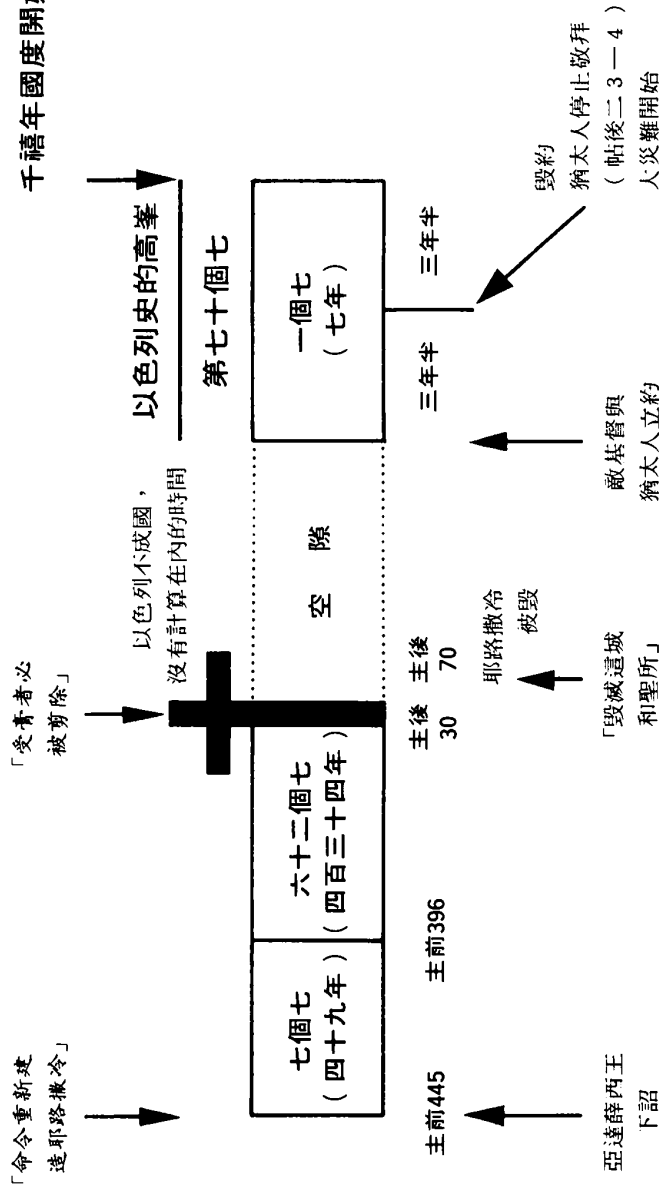 「命令重新建
造耶路撒冷」
「受膏者必
被剪除」
千禧年國度開
以色列不成國，
沒有計算在內的時間
以色列史的高峯
第七十個七
七個七
（四十九年）
六十二個七
（四百三十四年）
空隙
一個七
（七年）
主前445
主前396
主後
30
主後
70
三年半
三年半
耶路撒冷
被毀
亞達薛西王
下詔
「毀滅這城
和聖所」
敵基督與
猶太人立約
毀約
猶太人停止敬拜
（帖後二3－4）
大災難開始